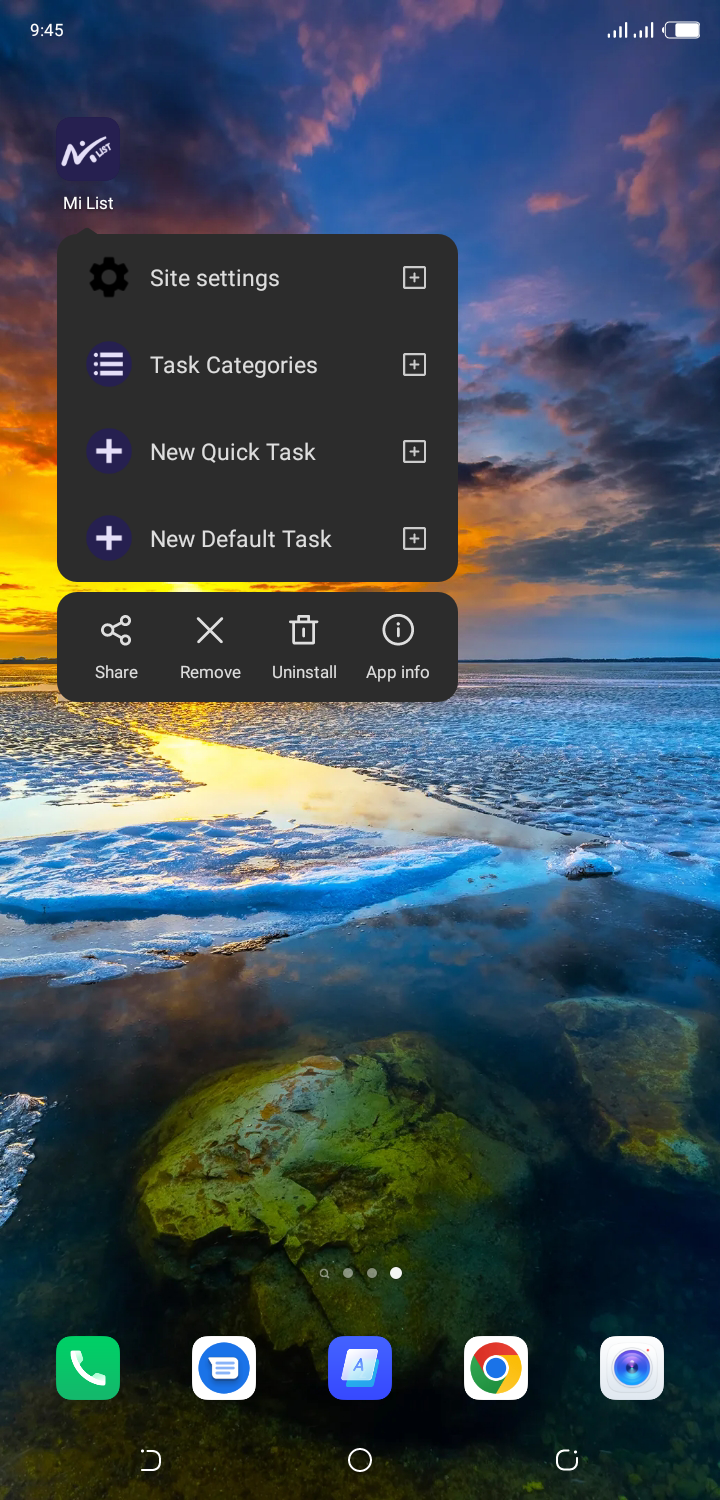 9:45
LIST
Mi List
Site settings
Task Categories
New Quick Task
New Default Task
Share Remove Uninstall App info
A